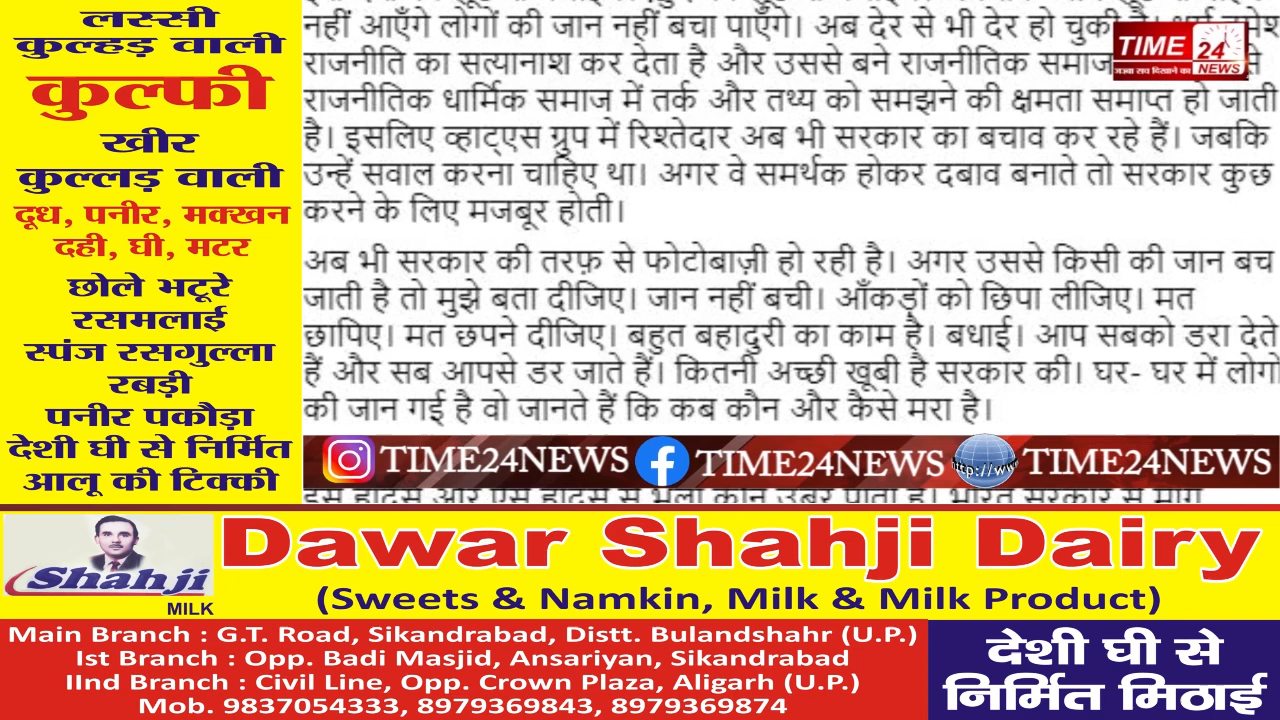 लस्सी
कुल्हड़ वाली
कुल्फी
खीर
कुल्लड़ वाली
दूध, पनीर, मक्खन
दही, घी, मटर
छोले भटूरे
रसमलाई
स्पंज रसगुल्ला
रबड़ी
पनीर पकौड़ा
देशी घी से निर्मित
आलू की टिक्की
नहीं आएँगे लोगों की जान नहीं बचा पाएँगे। अब देर से भी देर हो चुकी है।
राजनीति का सत्यानाश कर देता है और उससे बने राजनीतिक समाज
राजनीतिक धार्मिक समाज में तर्क और तथ्य को समझने की क्षमता समाप्त हो जाती
है। इसलिए व्हाट्एस ग्रुप में रिश्तेदार अब भी सरकार का बचाव कर रहे हैं। जबकि
उन्हें सवाल करना चाहिए था। अगर वे समर्थक होकर दबाव बनाते तो सरकार कुछ
करने के लिए मजबूर होती।
अब भी सरकार की तरफ़ से फोटोबाज़ी हो रही है। अगर उससे किसी की जान बच
जाती है तो मुझे बता दीजिए। जान नहीं बची। आँकड़ों को छिपा लीजिए। मत
छापिए। मत छपने दीजिए। बहुत बहादुरी का काम है। बधाई। आप सबको डरा देते
हैं और सब आपसे डर जाते हैं। कितनी अच्छी खूबी है सरकार की। घर- घर में लोगों
की जान गई है वो जानते हैं कि कब कौन और कैसे मरा है।
TIME 24 NEWS
जज्बा सच दिखाने का
TIME24NEWS TIME24NEWS http://www TIME24NEWS
Shahji
MILK
Dawar Shahji Dairy
(Sweets & Namkin, Milk & Milk Product)
Main Branch : G.T. Road, Sikandrabad, Distt. Bulandshahr (U.P.)
Ist Branch : Opp. Badi Masjid, Ansariyan, Sikandrabad
IInd Branch : Civil Line, Opp. Crown Plaza, Aligarh (U.P.)
Mob. 9837054333, 8979369843, 8979369874
देशी घी से
निर्मित मिठाई